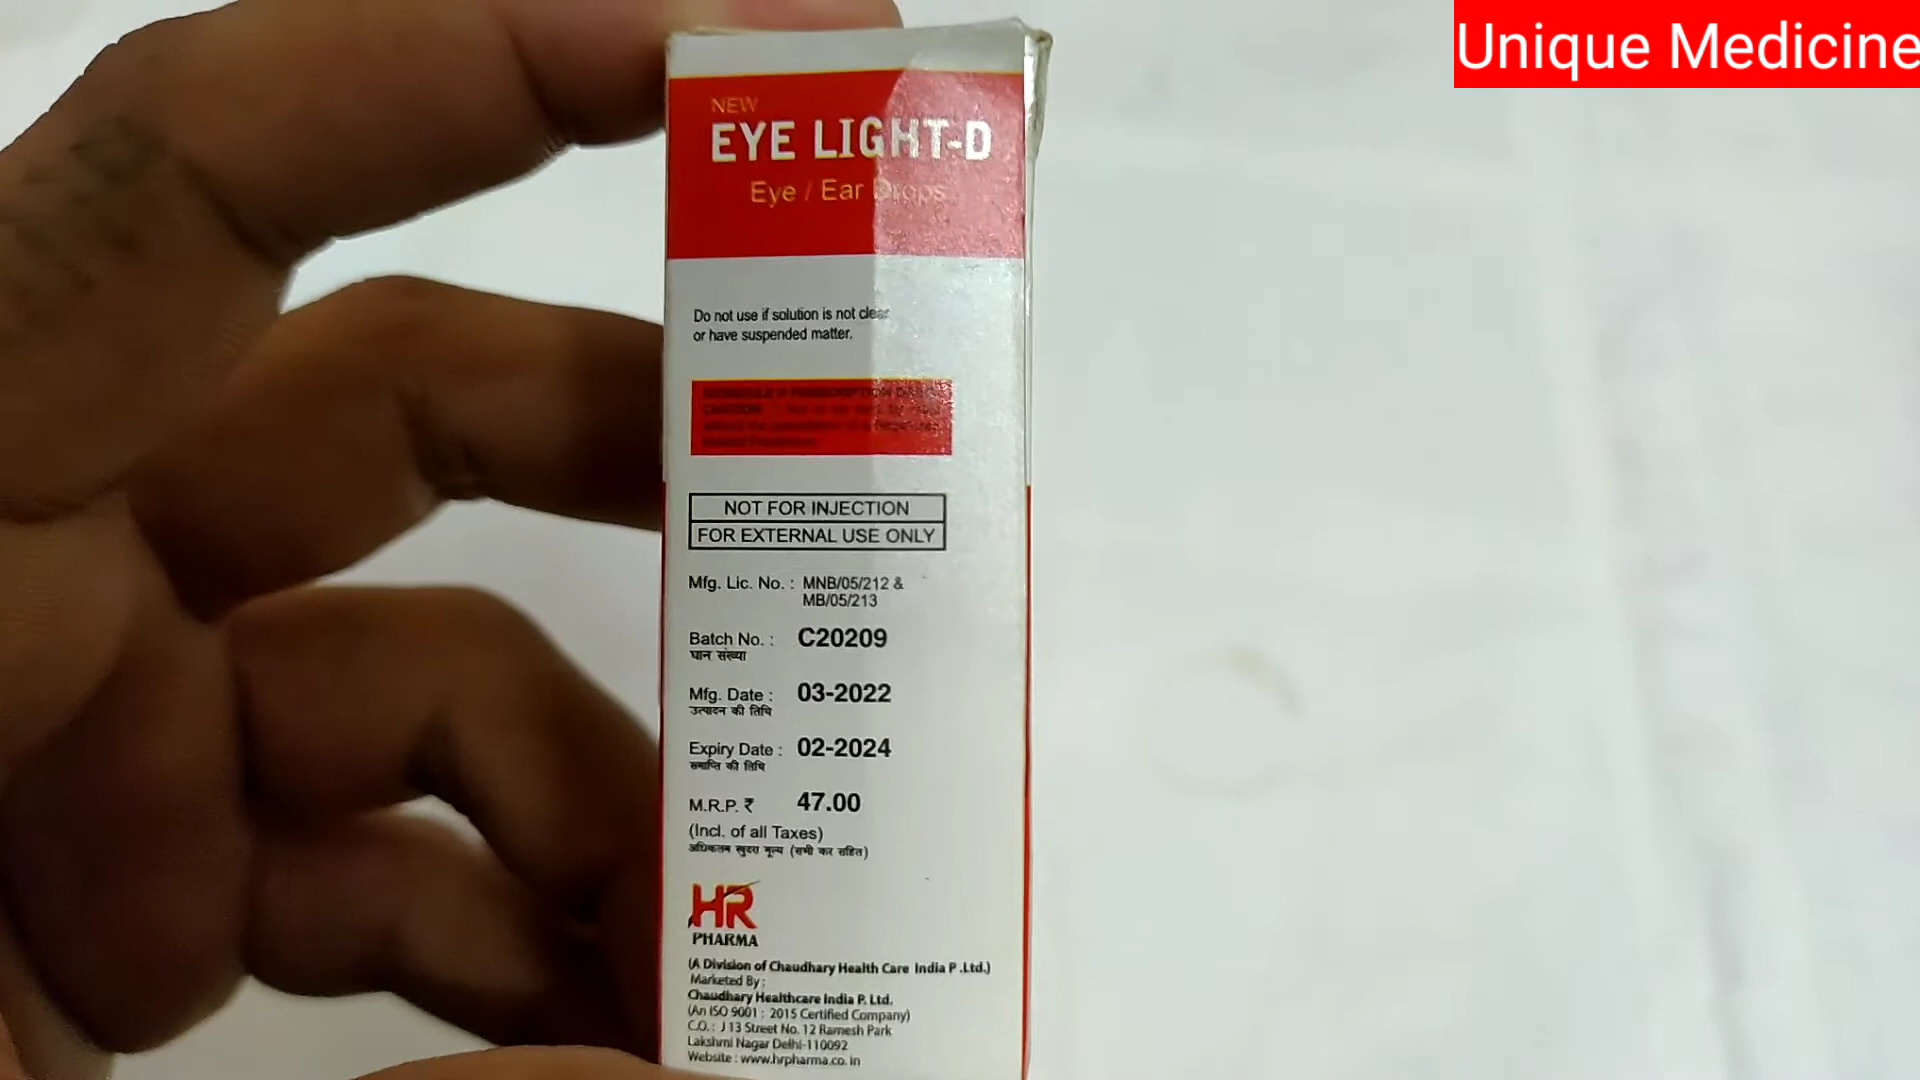 Unique Medicine
NEW
EYE LIGHT-D
Eye / Ear Drops
Do not use if solution is not clear
or have suspended matter.
SCHEDULE H PRESCRIPTION
CAUTION
NOT FOR INJECTION
FOR EXTERNAL USE ONLY
Mfg. Lic. No. : MNB/05/212 &
MB/05/213
Batch No. : C20209
घान संख्या
Mfg. Date : 03-2022
उत्पादन की तिथि
Expiry Date : 02-2024
समाप्ति की तिथि
M.R.P. ₹ 47.00
(Incl. of all Taxes)
अधिकतम खुदरा मूल्य (सभी कर सहित)
HR
PHARMA
(A Division of Chaudhary Health Care India P .Ltd.)
Marketed By :
Chaudhary Healthcare India P. Ltd.
(An ISO 9001 : 2015 Certified Company)
C.O. : J 13 Street No. 12 Ramesh Park
Lakshmi Nagar Delhi-110092
Website : www.hrpharma.co. in